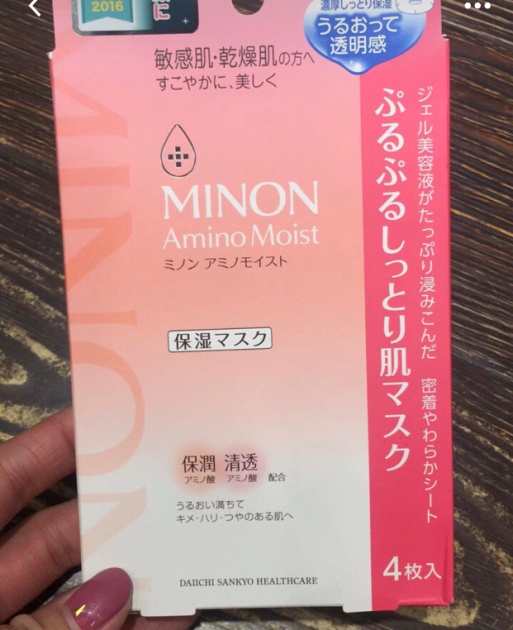 2016
に
濃厚しっとり保湿
うるおって
透明感
敏感肌・乾燥肌の方へ
すこやかに、美しく
MINON
MINON
Amino Moist
ミノン アミノモイスト
保湿マスク
ジェル美容液がたっぷり浸みこんだ 密着やわらかシート
ぷるぷるしっとり肌マスク
保潤 清透
アミノ酸 アミノ酸 配合
うるおい満ちて
キメ・ハリ・つやのある肌へ
DAIICHI SANKYO HEALTHCARE
4枚入